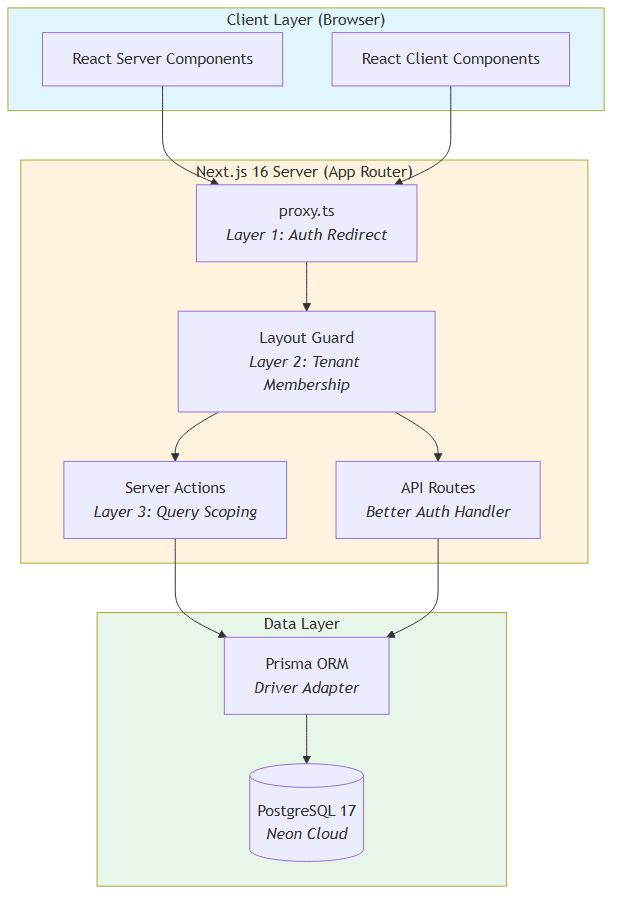 Client Layer (Browser)
React Server Components
React Client Components
Next.js 16 Server (App Router)
proxy.ts
Layer 1: Auth Redirect
Layout Guard
Layer 2: Tenant
Membership
Server Actions
Layer 3: Query Scoping
API Routes
Better Auth Handler
Data Layer
Prisma ORM
Driver Adapter
PostgreSQL 17
Neon Cloud